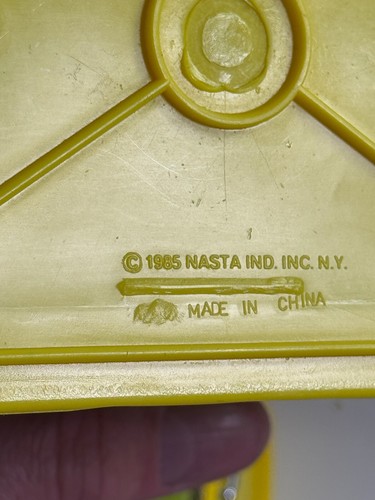 © 1985 NASTA IND. INC. N.Y.
MADE IN CHINA